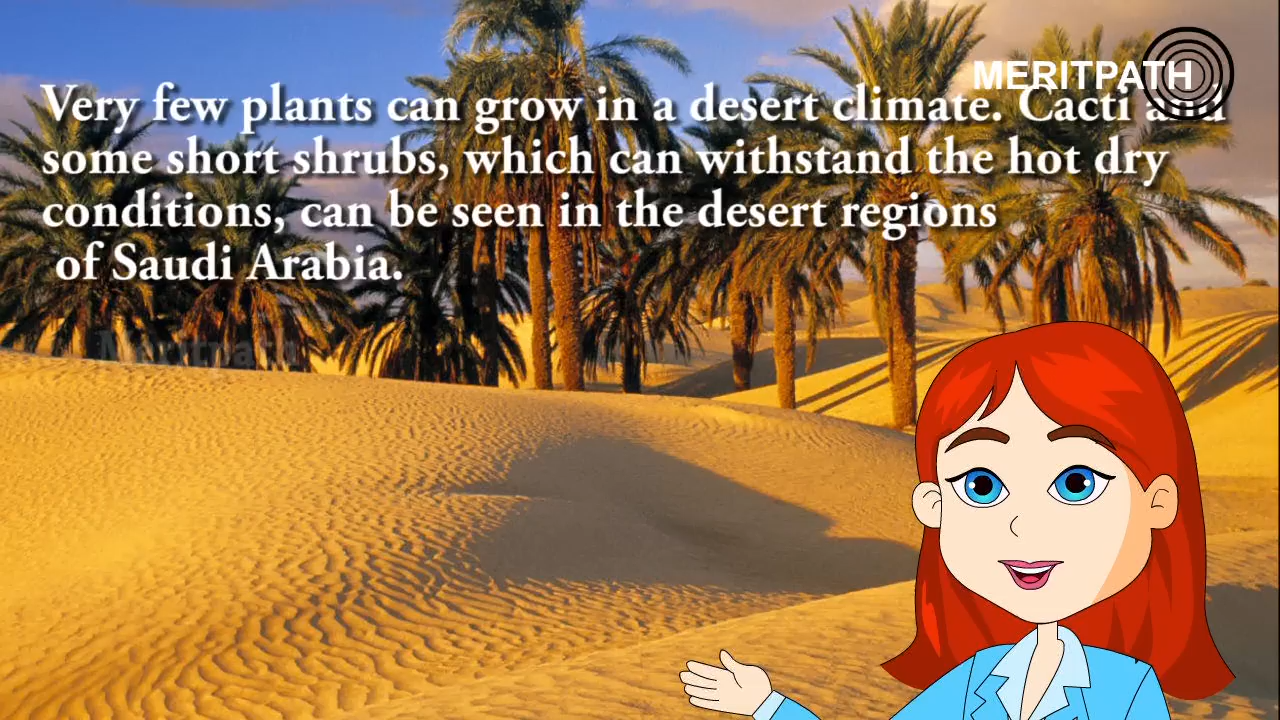 MERITPATH
Very few plants can grow in a desert climate. Cacti and
some short shrubs, which can withstand the hot dry
conditions, can be seen in the desert regions
of Saudi Arabia.
Meritpath